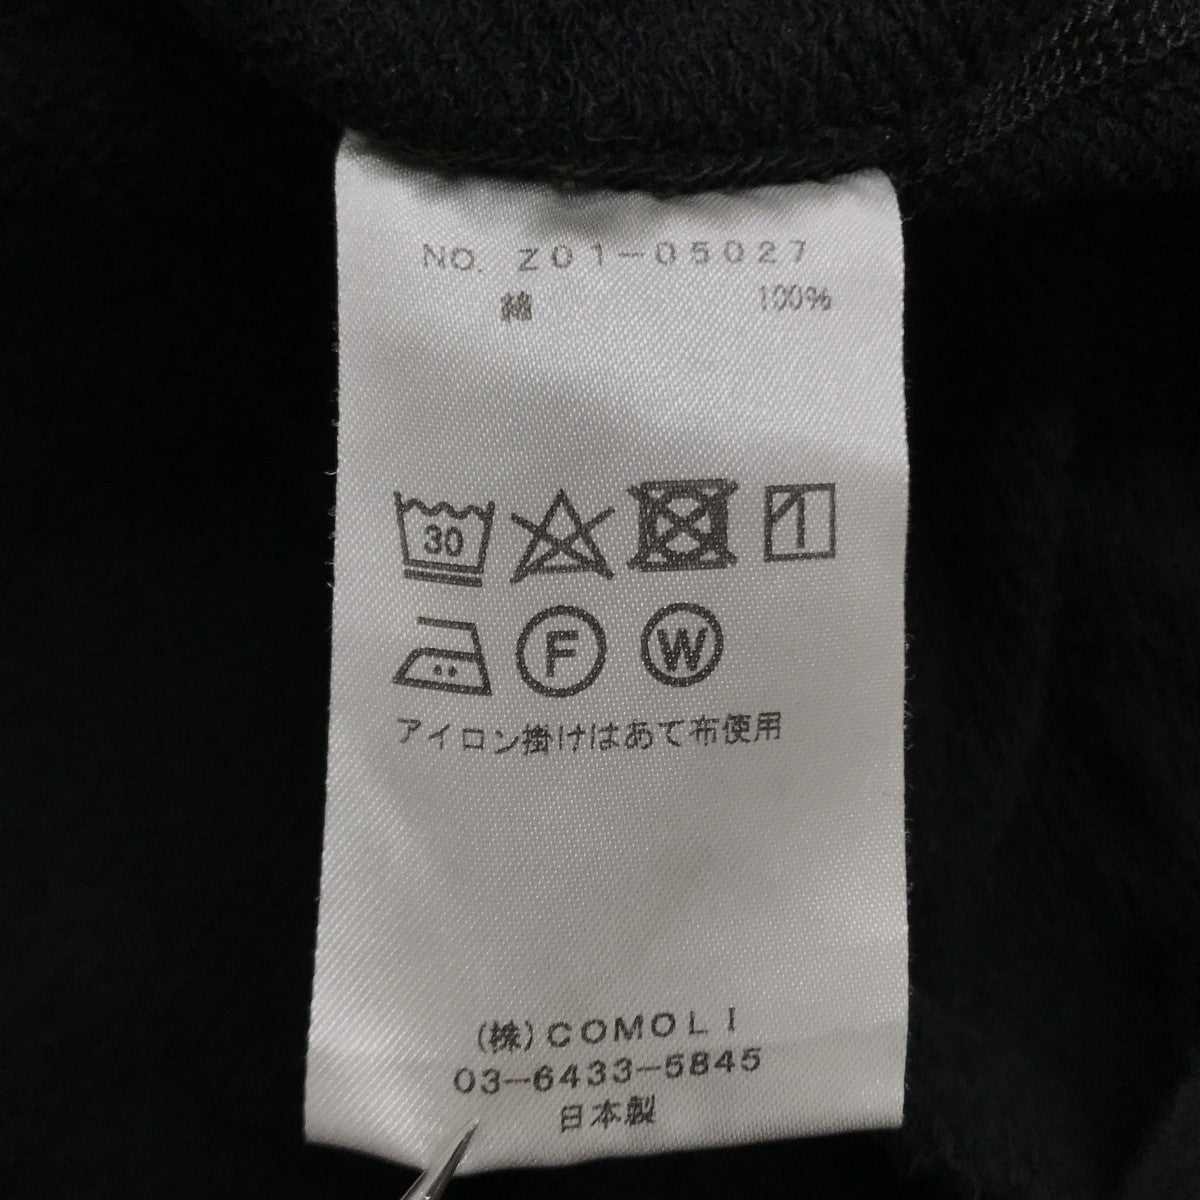 NO. Z01-05027
綿 100%
30
F W
アイロン掛けはあて布使用
(株)COMOLI
03-6433-5845
日本製